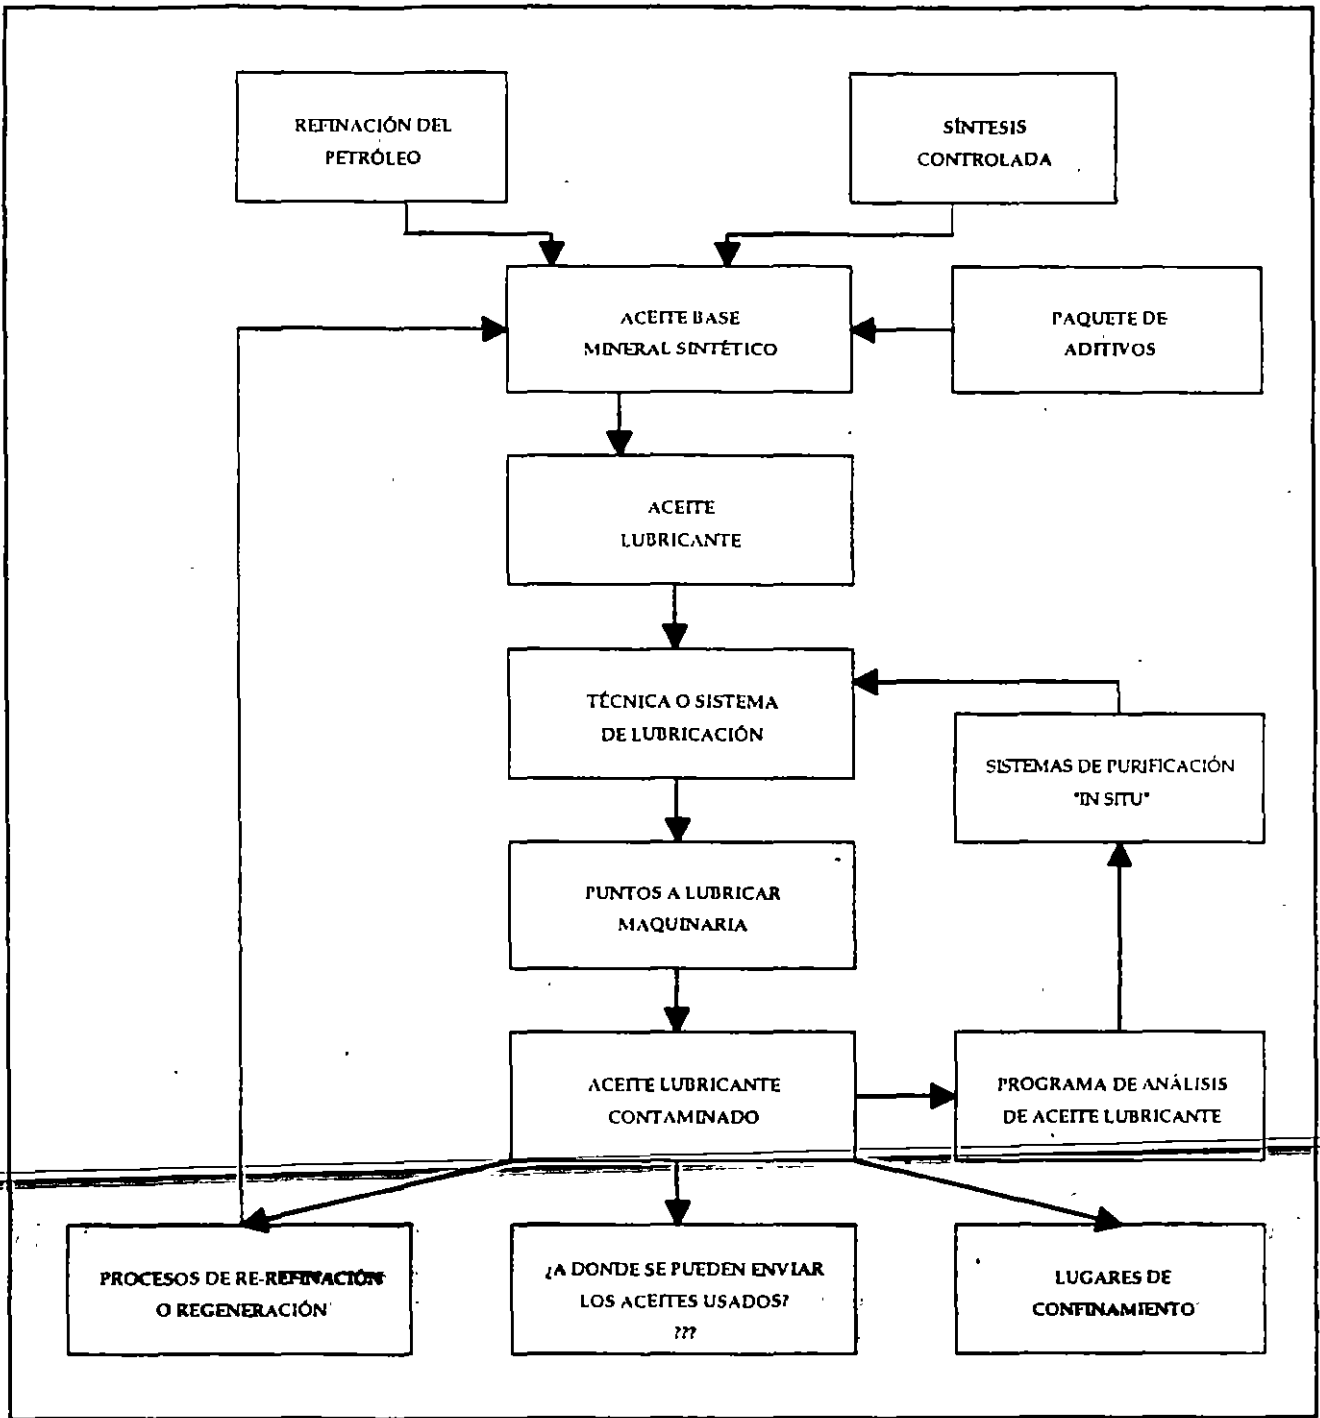 REFINACIÓN DEL
PETRÓLEO
SÍNTESIS
CONTROLADA
ACEITE BASE
MINERAL SINTÉTICO
PAQUETE DE
ADITIVOS
ACEITE
LUBRICANTE
TÉCNICA O SISTEMA
DE LUBRICACIÓN
SISTEMAS DE PURIFICACIÓN
"IN SITU"
PUNTOS A LUBRICAR
MAQUINARIA
ACEITE LUBRICANTE
CONTAMINADO
PROGRAMA DE ANÁLISIS
DE ACEITE LUBRICANTE
PROCESOS DE RE-REFINACIÓN
O REGENERACIÓN
¿A DONDE SE PUEDEN ENVIAR
LOS ACEITES USADOS?
???
LUGARES DE
CONFINAMIENTO